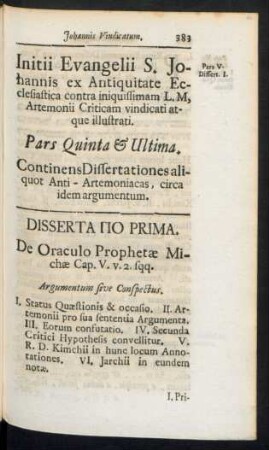 Johannis Vindicatum. 383
Initii Evangelii S. Jo-
hannis ex Antiquitate Ec-
clesiastica contra iniquissimam L. M,
Artemonii Criticam vindicati at-
que illustrati.
Pars V.
Dissert. I.
Pars Quinta & Ultima.
Continens Dissertationes ali-
quot Anti-Artemoniacas, circa
idem argumentum.
DISSERTATIO PRIMA.
De Oraculo Prophetæ Mi-
chæ Cap. V. v. 2. sqq.
Argumentum sive Conspectus.
I. Status Quæstionis & occasio. II. Ar-
temonii pro sua sententia Argumenta.
III. Eorum confutatio. IV. Secunda
Critici Hypothesis convellitur. V.
R. D. Kimchii in hunc locum Anno-
tationes. VI. Jarchii in eundem
notæ.
I. Pri-